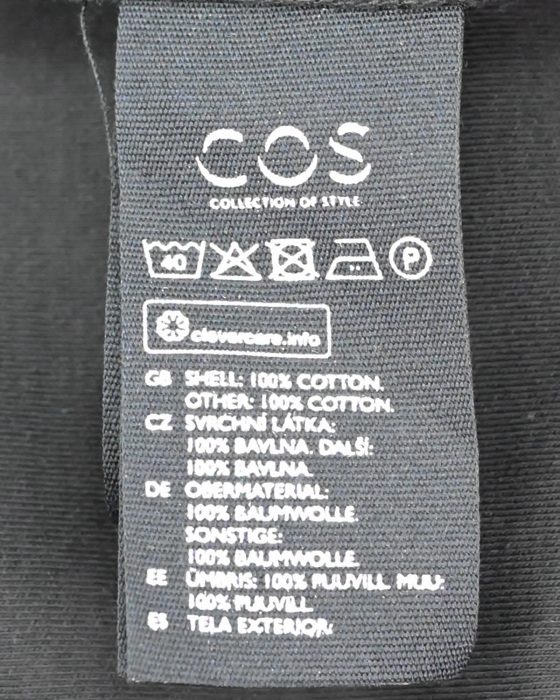 COS
COLLECTION OF STYLE
40 P
clevercare.info
GB SHELL: 100% COTTON.
OTHER: 100% COTTON.
CZ SVRCHNÍ LÁTKA:
100% BAVLNA. DALŠÍ:
100% BAVLNA.
DE OBERMATERIAL:
100% BAUMWOLLE.
SONSTIGE:
100% BAUMWOLLE.
EE ÜMBRIS: 100% PUUVILL. MUU:
100% PUUVILL.
ES TELA EXTERIOR: